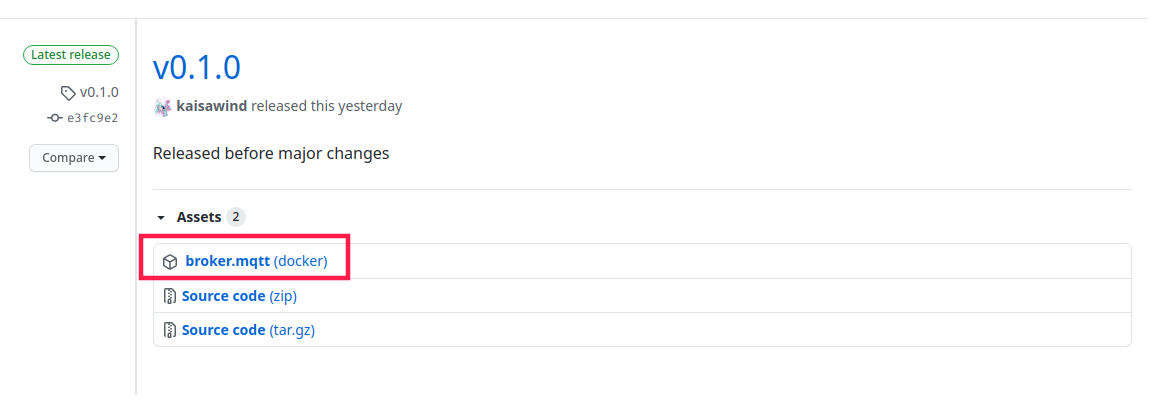 Latest release
v0.1.0
e3fc9e2
Compare
v0.1.0
kaisawind released this yesterday
Released before major changes
Assets 2
broker.mqtt (docker)
Source code (zip)
Source code (tar.gz)